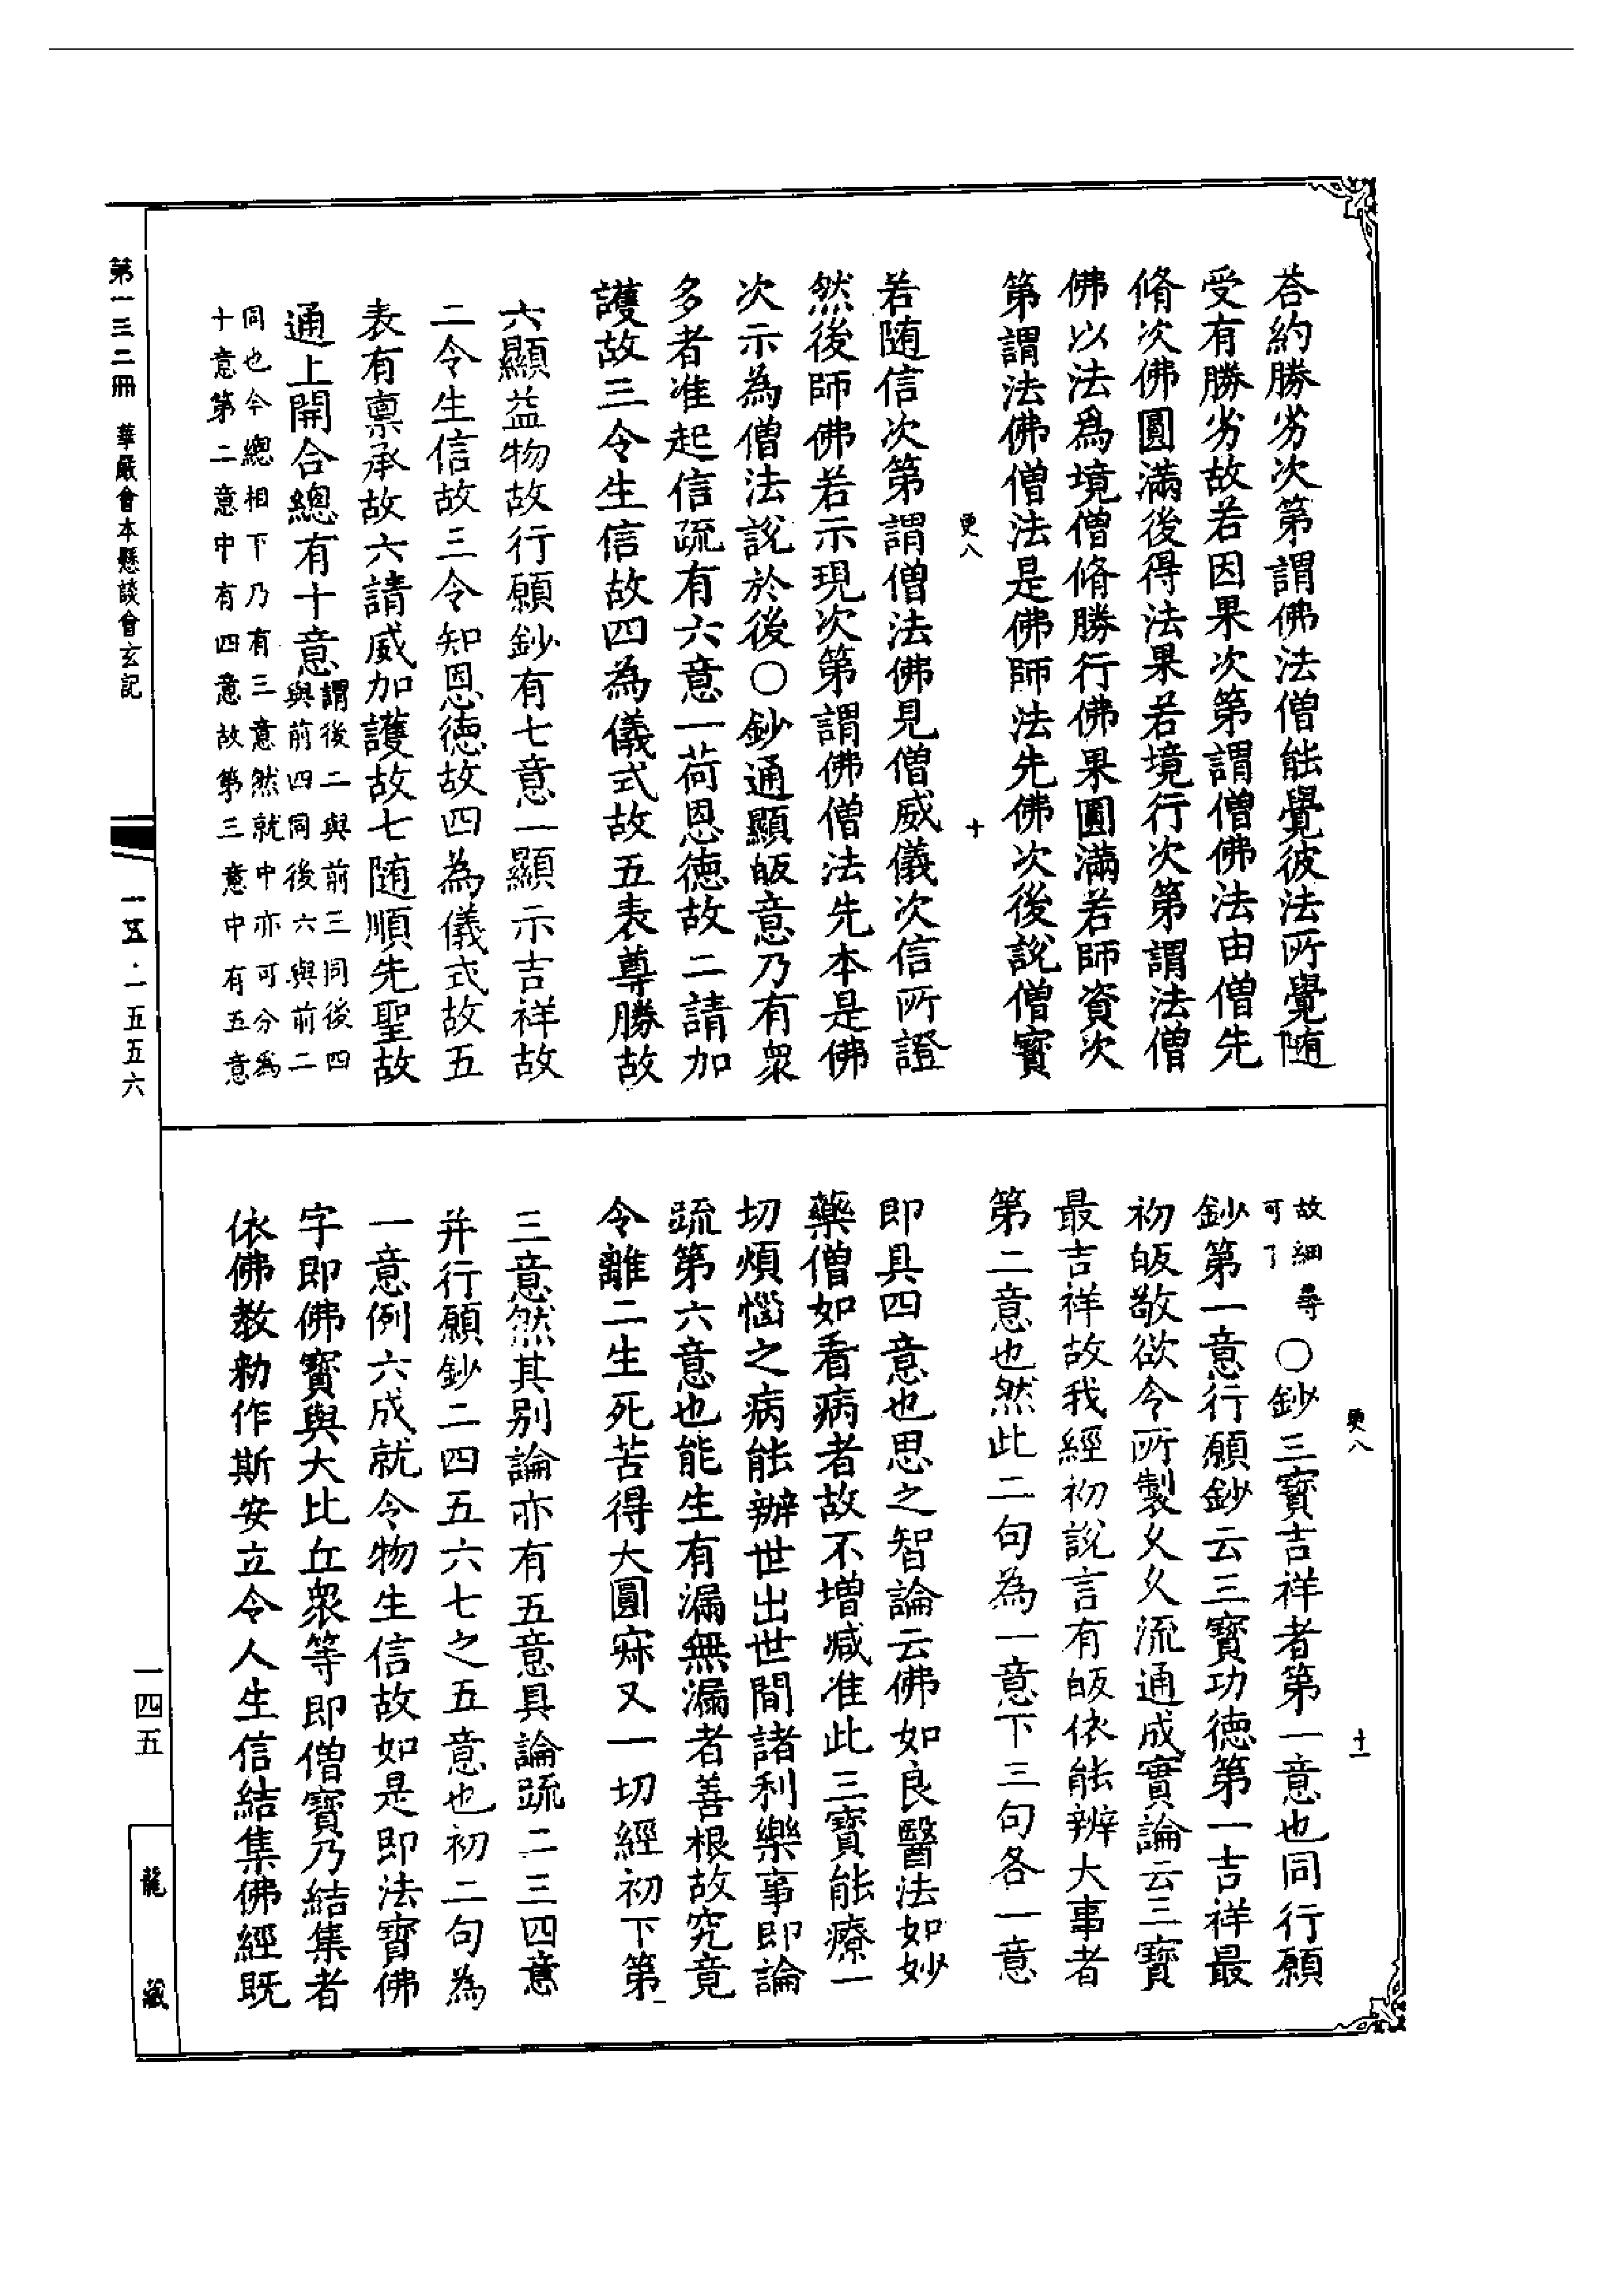 荅約勝劣次第謂佛法僧能覺彼法所覺随
受有勝劣故若因果次第謂僧佛法由僧先
脩次佛圓滿後得法果若境行次第謂法僧
佛以法爲境僧脩勝行佛果圓滿若師資次
第謂法佛僧法是佛師法先佛次後說僧寳
更八 十
若随信次第謂僧法佛見僧威儀次信所證
然後師佛若示現次第謂佛僧法先本是佛
次示為僧法說於後〇鈔通顯皈意乃有衆
多者准起信疏有六意一荷恩德故二請加
護故三令生信故四為儀式故五表尊勝故
六顯益物故行願鈔有七意一顯示吉祥故
二令生信故三令知恩德故四為儀式故五
表有稟承故六請威加護故七随順先聖故
通上開合總有十意謂後二與前三同後四
與前四同後六與前二
同也今總相下乃有三意然就中亦可分為
十意第二意中有四意故第三意中有五意
第一三二冊 華嚴會本懸談會玄記 一五·一五五六
更八 十一
故細尋
可了
〇鈔三寳吉祥者第一意也同行願
鈔第一意行願鈔云三寳功德第一吉祥最
初皈敬欲令所製久久流通成實論云三寳
最吉祥故我經初說言有皈依能辨大事者
第二意也然此二句為一意下三句各一意
即具四意也思之智論云佛如良醫法如妙
藥僧如看病者故不增減准此三寳能療一
切煩惱之病能辦世出世間諸利樂事即論
疏第六意也能生有漏無漏者善根故究竟
令離二生死苦得大圓寂又一切經初下第
三意然其別論亦有五意具論疏二三四意
并行願鈔二四五六七之五意也初二句為
一意例六成就令物生信故如是即法寳佛
字即佛寳與大比丘衆等即僧寳乃結集者
依佛教勑作斯安立令人生信結集佛經既
一四五
龍藏